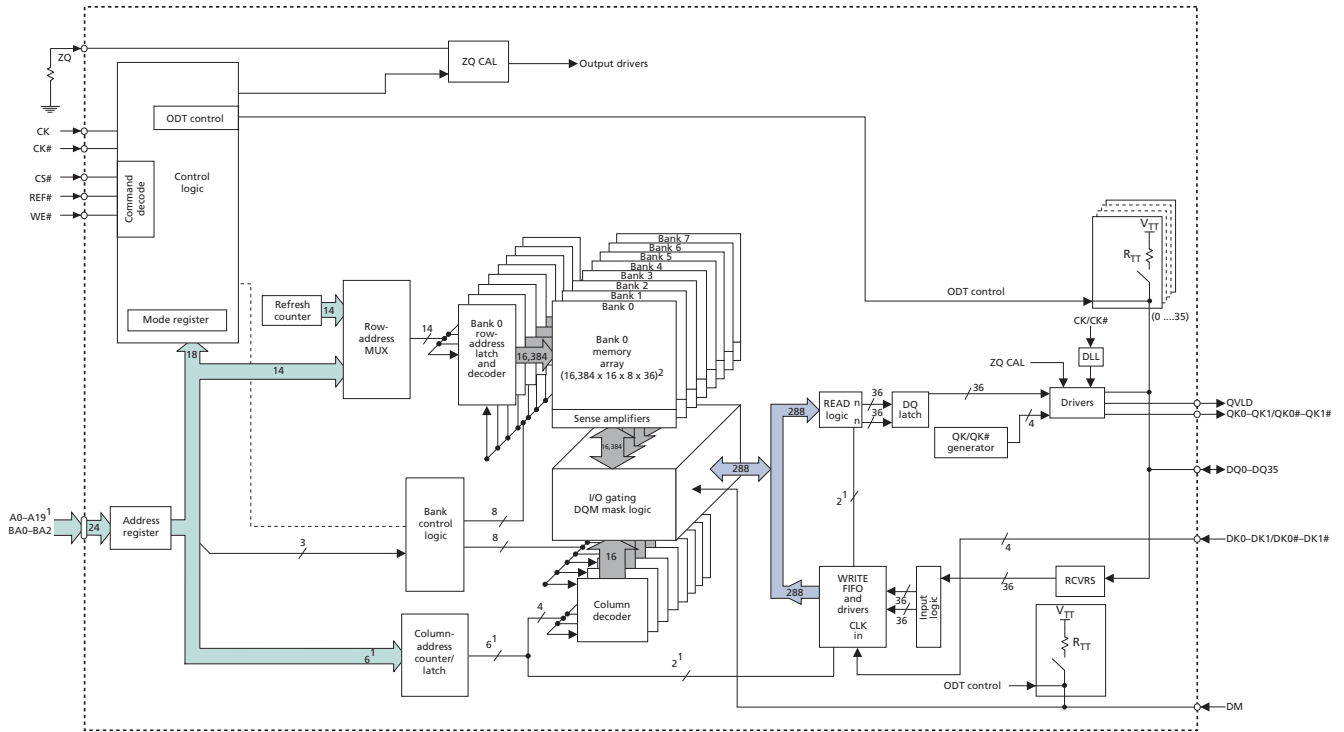 ZQ
ZQ CAL
Output drivers
ODT control
CK
CK#
Control
logic
CS#
REF#
WE#
Command
decode
Mode register
Refresh
counter
14
Row-
address
MUX
14
14
18
Bank 7
Bank 6
Bank 5
Bank 4
Bank 3
Bank 2
Bank 1
Bank 0
Bank 0
row-
address
latch
and
decoder
16,384
Bank 0
memory
array
(16,384 x 16 x 8 x 36)2
Sense amplifiers
16,384
I/O gating
DQM mask logic
288
288
288
READ
logic
n
n
36
36
DQ
latch
36
ODT control
VTT
RTT
(0 ....35)
CK/CK#
DLL
ZQ CAL
Drivers
QK/QK#
generator
4
QVLD
QK0–QK1/QK0#–QK1#
DQ0–DQ35
DK0–DK1/DK0#–DK1#
4
21
A0–A191
BA0–BA2
24
Address
register
3
Bank
control
logic
8
8
16
Column
decoder
4
Column-
address
counter/
latch
61
61
21
WRITE
FIFO
and
drivers
CLK
in
36
36
Input
logic
36
RCVRS
VTT
RTT
ODT control
DM